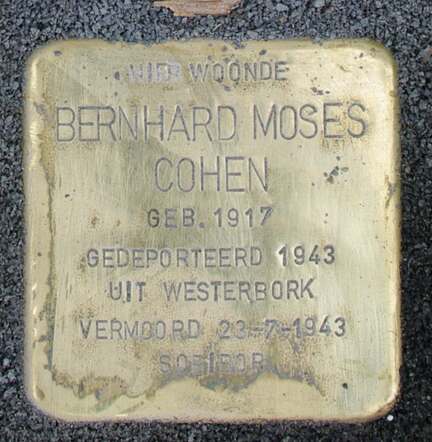 HIER WOONDE
BERNHARD MOSES
COHEN
GEB. 1917
GEDEPORTEERD 1943
UIT WESTERBORK
VERMOORD 23-7-1943
SOBIBOR